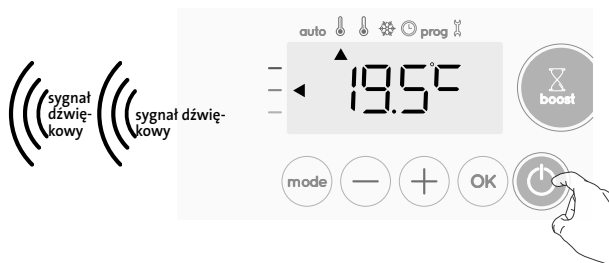 auto prog
19.5°C
boost
sygnał
dźwię-
kowy
sygnał dźwię-
kowy
mode OK